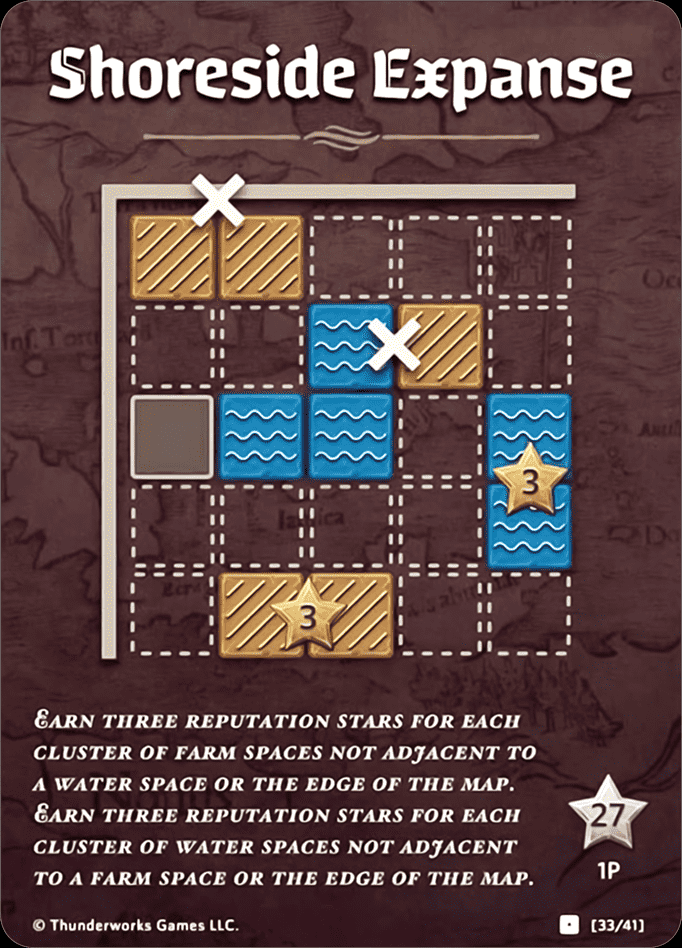 Shoreside Expanse
3
3
Earn three reputation stars for each
cluster of farm spaces not adjacent to
a water space or the edge of the map.
Earn three reputation stars for each
cluster of water spaces not adjacent
to a farm space or the edge of the map.
27
1P
© Thunderworks Games LLC.
[33/41]